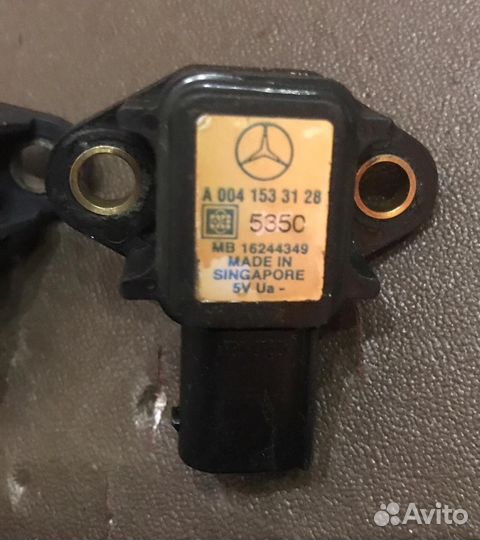 A 004 153 31 28
535C
MB 16244349
MADE IN
SINGAPORE
5V Ua -
Avito